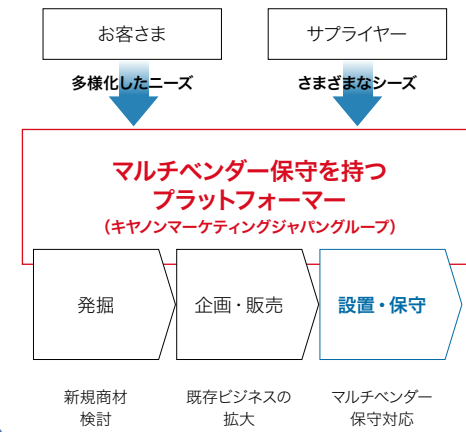 お客さま
サプライヤー
多様化したニーズ
さまざまなシーズ
マルチベンダー保守を持つ
プラットフォーマー
（キヤノンマーケティングジャパングループ）
発掘
企画・販売
設置・保守
新規商材
検討
既存ビジネスの
拡大
マルチベンダー
保守対応